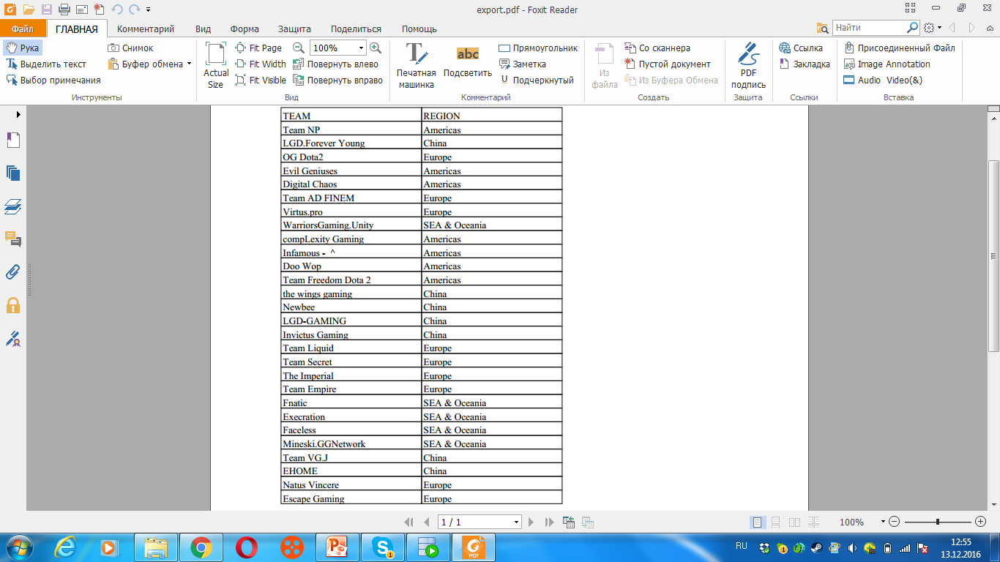 export.pdf - Foxit Reader
Файл ГЛАВНАЯ Комментарий Вид Форма Защита Поделиться Помощь Найти
Рука
Выделить текст
Выбор примечания
Снимок
Буфер обмена
Инструменты
Actual Size
Fit Page
Fit Width
Fit Visible
100%
Повернуть влево
Повернуть вправо
Вид
Печатная машинка
abc
Подсветить
Прямоугольник
Заметка
Подчеркнутый
Комментарий
Из файла
Со сканера
Пустой документ
Из Буфера Обмена
Создать
PDF подпись
Защита
Ссылка
Закладка
Ссылки
Присоединенный Файл
Image Annotation
Audio Video(&)
Вставка
TEAM REGION
Team NP Americas
LGD.Forever Young China
OG Dota2 Europe
Evil Geniuses Americas
Digital Chaos Americas
Team AD FINEM Europe
Virtus.pro Europe
WarriorsGaming.Unity SEA & Oceania
compLexity Gaming Americas
Infamous - ^ Americas
Doo Wop Americas
Team Freedom Dota 2 Americas
the wings gaming China
Newbee China
LGD-GAMING China
Invictus Gaming China
Team Liquid Europe
Team Secret Europe
The Imperial Europe
Team Empire Europe
Fnatic SEA & Oceania
Execration SEA & Oceania
Faceless SEA & Oceania
Mineski.GGNetwork SEA & Oceania
Team VG.J China
EHOME China
Natus Vincere Europe
Escape Gaming Europe
1 / 1
100%
RU
12:55
13.12.2016